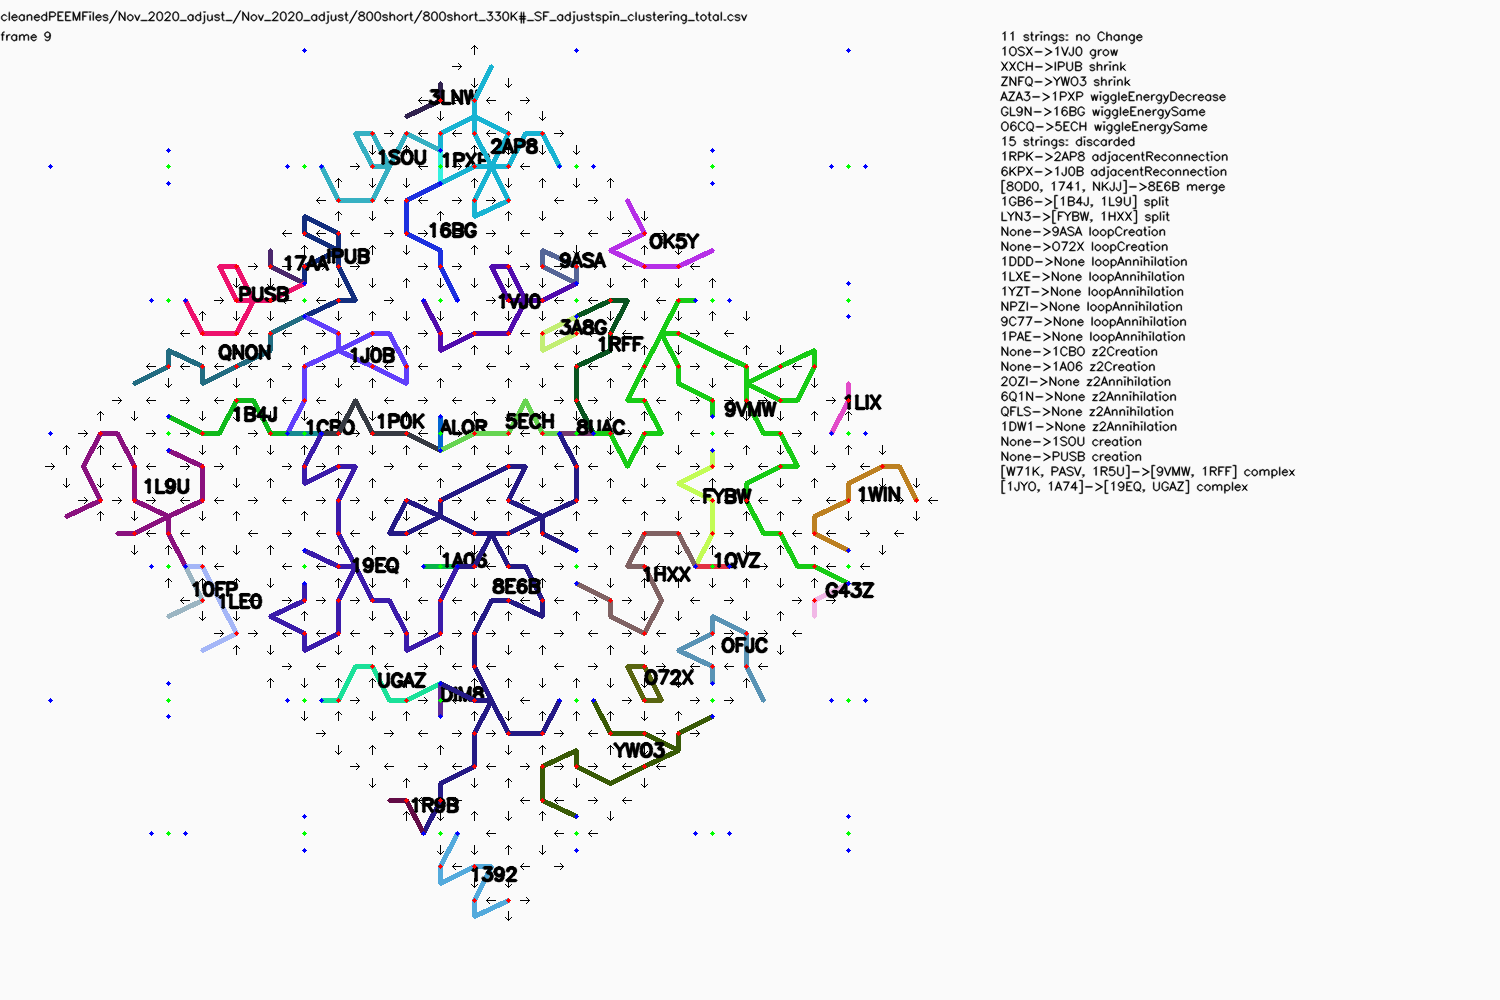 cleanedPEEMFiles/Nov_2020_adjust_/Nov_2020_adjust/800short/800short_330K#_SF_adjustspin_clustering_total.csv
frame 9
11 strings: no Change
1OSX->1VJ0 grow
XXCH->IPUB shrink
ZNFQ->YWO3 shrink
AZA3->1PXP wiggleEnergyDecrease
GL9N->16BG wiggleEnergySame
O6CQ->5ECH wiggleEnergySame
15 strings: discarded
1RPK->2AP8 adjacentReconnection
6KPX->1J0B adjacentReconnection
[8OD0, 1741, NKJJ]->8E6B merge
1GB6->[1B4J, 1L9U] split
LYN3->[FYBW, 1HXX] split
None->9ASA loopCreation
None->O72X loopCreation
1DDD->None loopAnnihilation
1LXE->None loopAnnihilation
1YZT->None loopAnnihilation
NPZI->None loopAnnihilation
9C77->None loopAnnihilation
1PAE->None loopAnnihilation
None->1CBO z2Creation
None->1A06 z2Creation
2OZI->None z2Annihilation
6Q1N->None z2Annihilation
QFLS->None z2Annihilation
1DW1->None z2Annihilation
None->1SOU creation
None->PUSB creation
[W71K, PASV, 1R5U]->[9VMW, 1RFF] complex
[1JYO, 1A74]->[19EQ, UGAZ] complex
3LNW
2AP8
1SOU
1PXP
16BG
OK5Y
17AA
IPUB
9ASA
PUSB
1VJ0
3A8G
1RFF
QNON
1J0B
1LIX
9VMW
1B4J
1CBO
1P0K
ALOR
5ECH
8UAC
1L9U
FYBW
1WIN
19EQ
1A06
1QVZ
1HXX
8E6B
G43Z
1LEO
OFJC
UGAZ
O72X
DIM8
YWO3
1R9B
1392